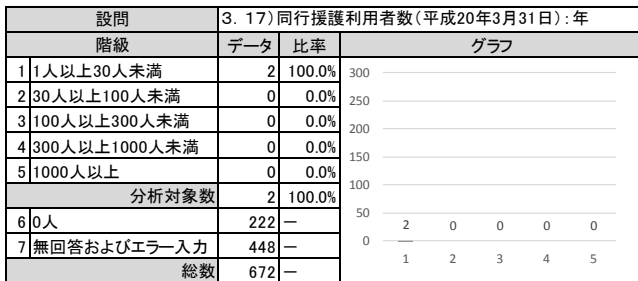 設問 3. 17)同行援護利用者数(平成20年3月31日):年
階級 データ 比率 グラフ
1 1人以上30人未満 2 100.0%
2 30人以上100人未満 0 0.0%
3 100人以上300人未満 0 0.0%
4 300人以上1000人未満 0 0.0%
5 1000人以上 0 0.0%
分析対象数 2 100.0%
6 0人 222 －
7 無回答およびエラー入力 448 －
総数 672 －
300
250
200
150
100
50
0
2 0 0 0 0
1 2 3 4 5